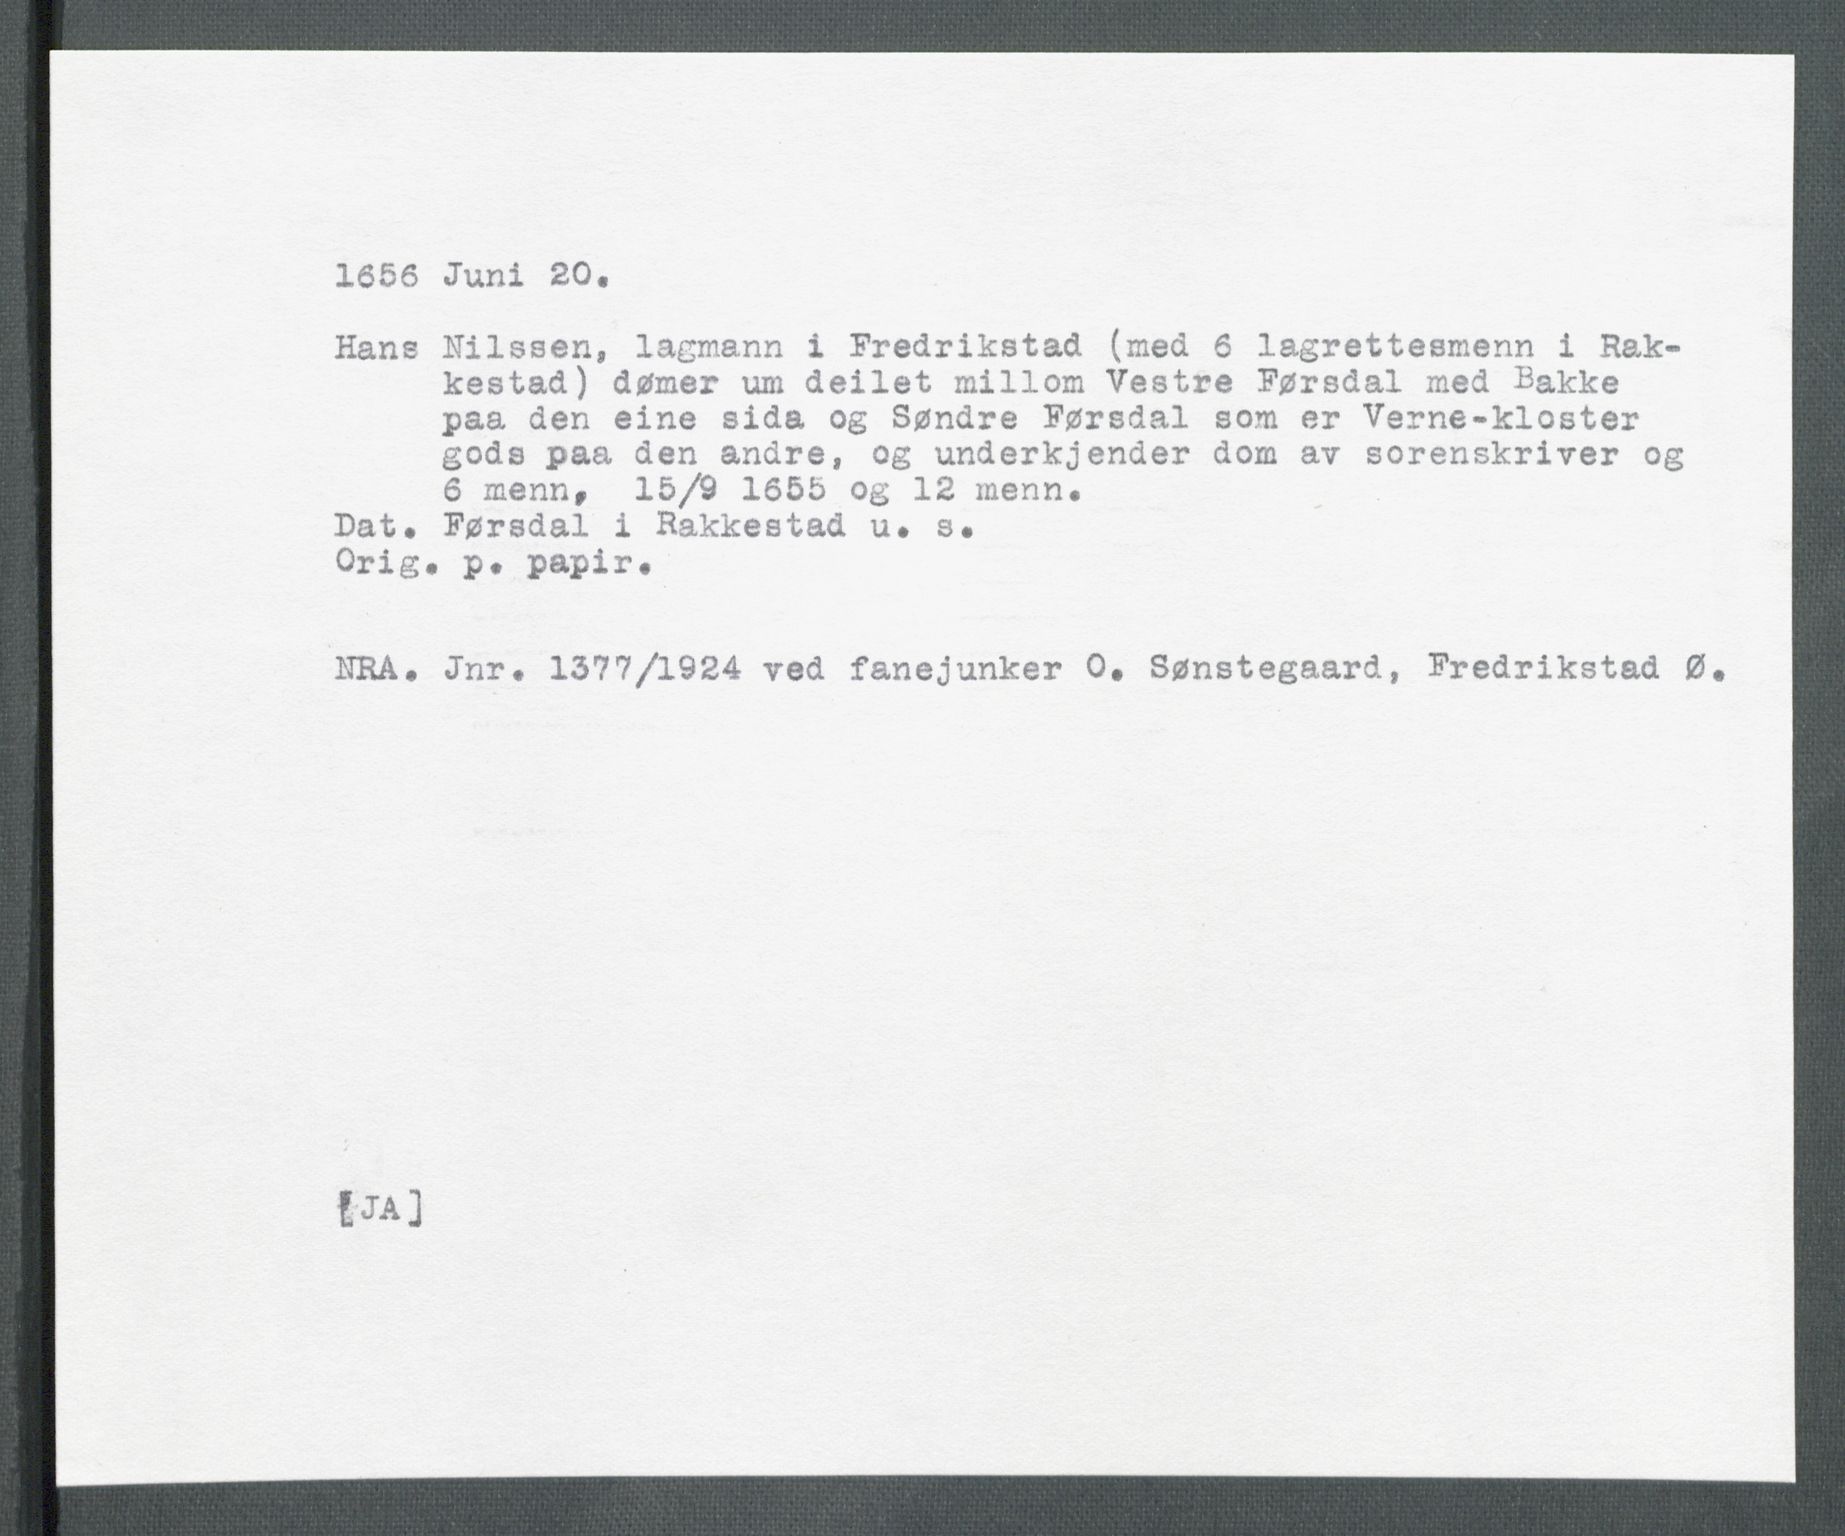 1656 Juni 20.
Hans Nilssen, lagmann i Fredrikstad (med 6 lagrettesmenn i Rak-
kestad) dømer um deilet millom Vestre Førsdal med Bakke
paa den eine sida og Søndre Førsdal som er Verne-kloster
gods paa den andre, og underkjender dom av sorenskriver og
6 menn, 15/9 1655 og 12 menn.
Dat. Førsdal i Rakkestad u. s.
Orig. p. papir.
NRA. Jnr. 1377/1924 ved fanejunker O. Sønstegaard, Fredrikstad Ø.
[JA]